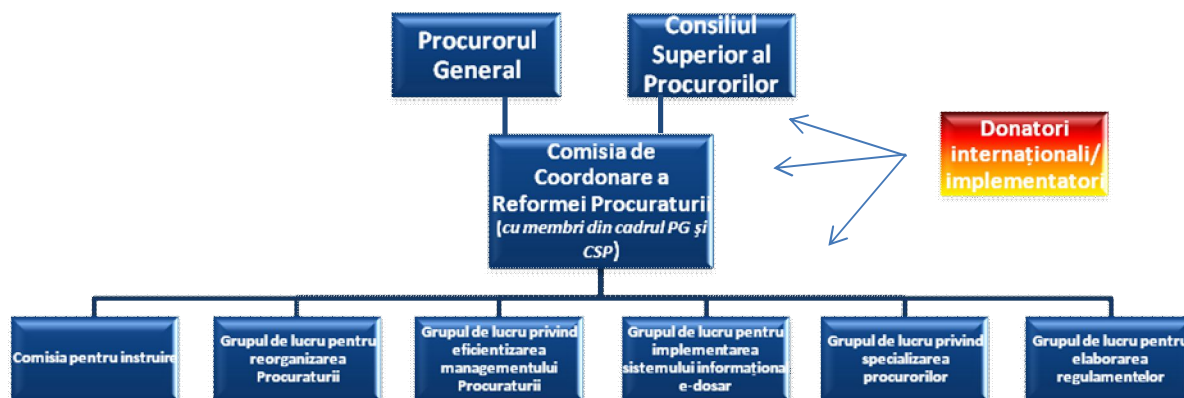 Procurorul
General
Consiliul
Superior al
Procurorilor
Donatori
internaționali/
implementatori
Comisia de
Coordonare a
Reformei Procuraturii
(cu membri din cadrul PG şi
CSP)
Comisia pentru instruire
Grupul de lucru pentru
reorganizarea
Procuraturii
Grupul de lucru privind
eficientizarea
managementului
Procuraturii
Grupul de lucru pentru
implementarea
sistemului informațional
e-dosar
Grupul de lucru privind
specializarea
procurorilor
Grupul de lucru pentru
elaborarea
regulamentelor